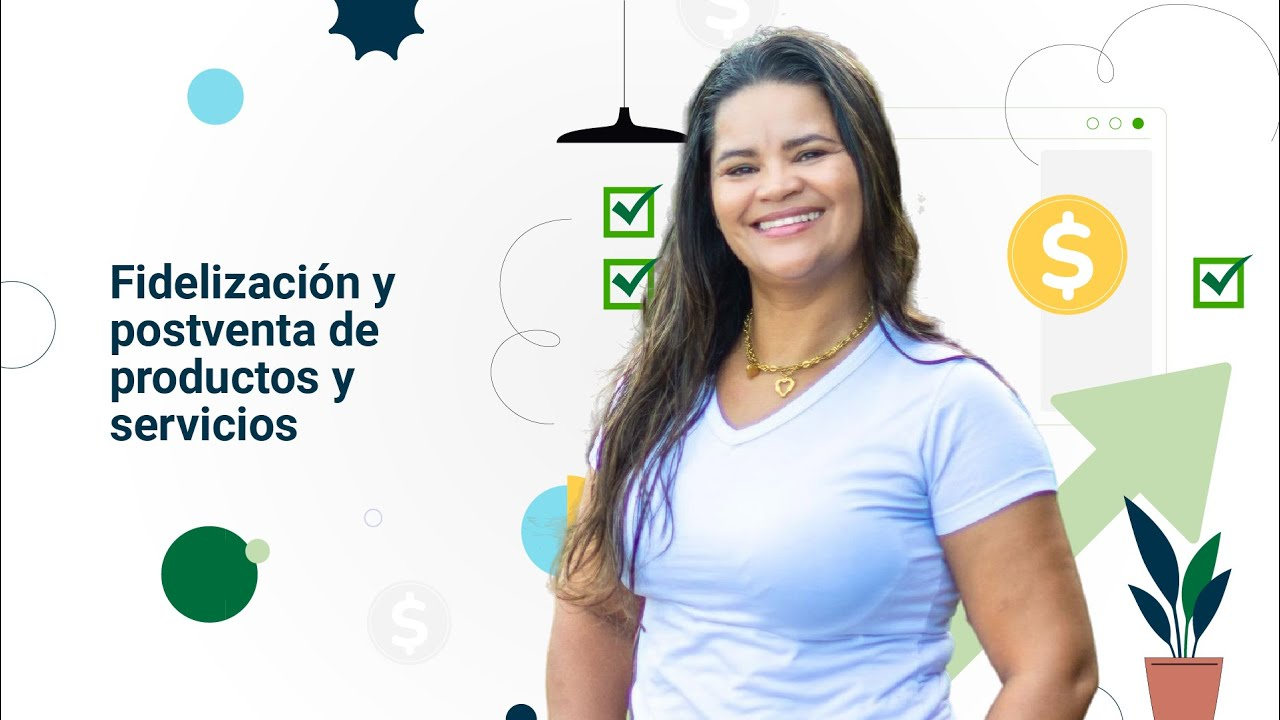 Fidelización y
postventa de
productos y
servicios
$
$
$